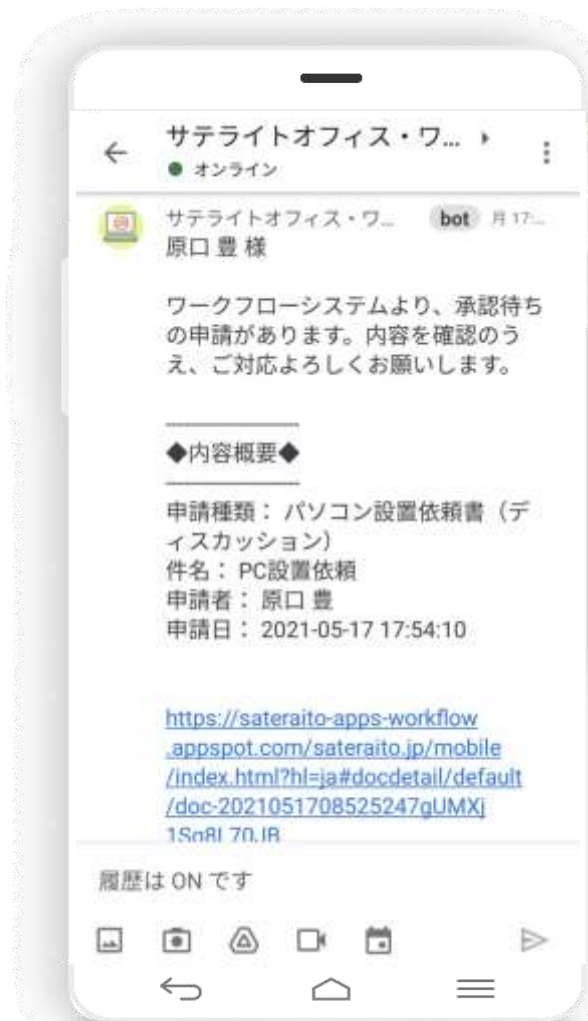 サテライトオフィス・ワ...
オンライン
サテライトオフィス・ワ... bot 月 17:...
原口 豊 様
ワークフローシステムより、承認待ち
の申請があります。内容を確認のう
え、ご対応よろしくお願いします。
◆内容概要◆
申請種類： パソコン設置依頼書（デ
ィスカッション）
件名： PC設置依頼
申請者： 原口 豊
申請日： 2021-05-17 17:54:10
https://sateraito-apps-workflow
.appspot.com/sateraito.jp/mobile
/index.html?hl=ja#docdetail/default
/doc-2021051708525247gUMXj
履歴は ON です